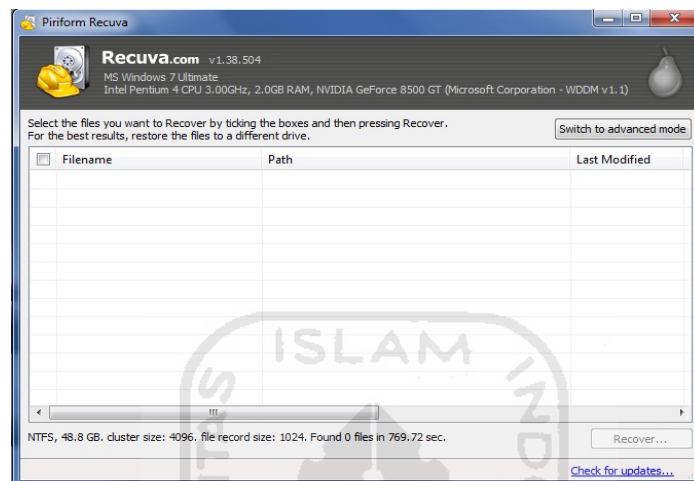 Piriform Recuva
Recuva.com v1.38.504
MS Windows 7 Ultimate
Intel Pentium 4 CPU 3.00GHz, 2.0GB RAM, NVIDIA GeForce 8500 GT (Microsoft Corporation - WDDM v1.1)
Select the files you want to Recover by ticking the boxes and then pressing Recover.
For the best results, restore the files to a different drive.
Switch to advanced mode
Filename Path Last Modified
ISLAM
NTFS, 48.8 GB. cluster size: 4096. file record size: 1024. Found 0 files in 769.72 sec.
Recover...
Check for updates...